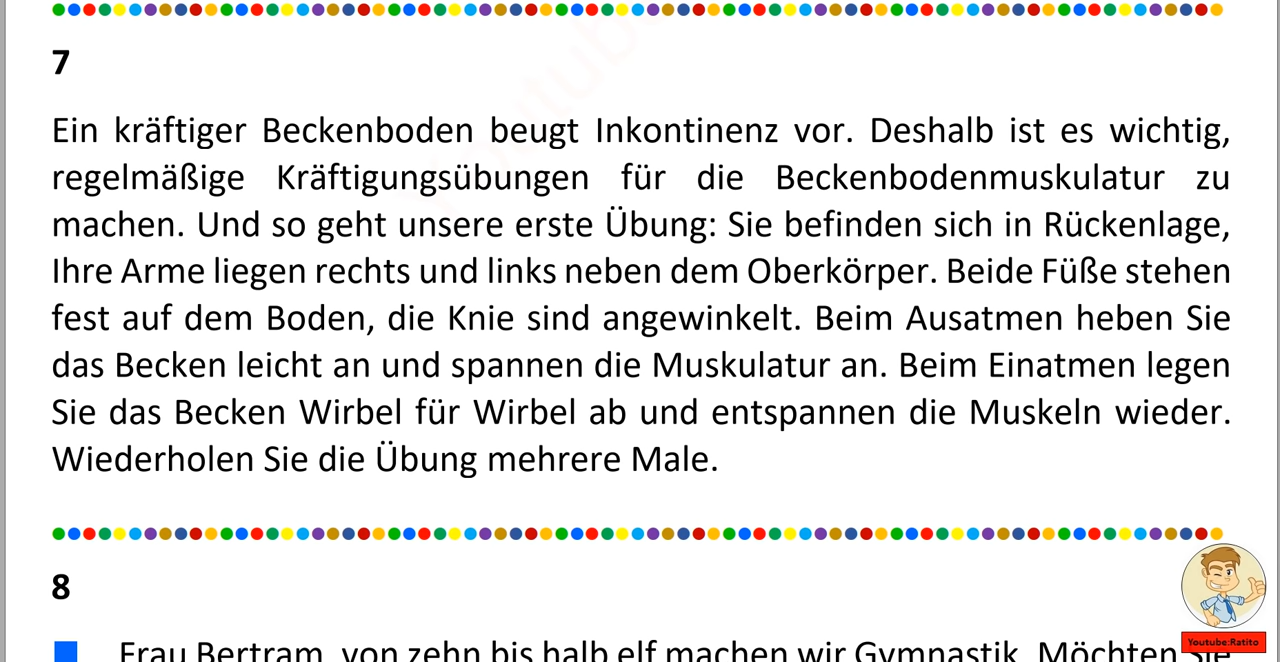 7
Ein kräftiger Beckenboden beugt Inkontinenz vor. Deshalb ist es wichtig,
regelmäßige Kräftigungsübungen für die Beckenbodenmuskulatur zu
machen. Und so geht unsere erste Übung: Sie befinden sich in Rückenlage,
Ihre Arme liegen rechts und links neben dem Oberkörper. Beide Füße stehen
fest auf dem Boden, die Knie sind angewinkelt. Beim Ausatmen heben Sie
das Becken leicht an und spannen die Muskulatur an. Beim Einatmen legen
Sie das Becken Wirbel für Wirbel ab und entspannen die Muskeln wieder.
Wiederholen Sie die Übung mehrere Male.
8
Frau Bertram, von zehn bis halb elf machen wir Gymnastik. Möchten Sie
Youtube:Ratito